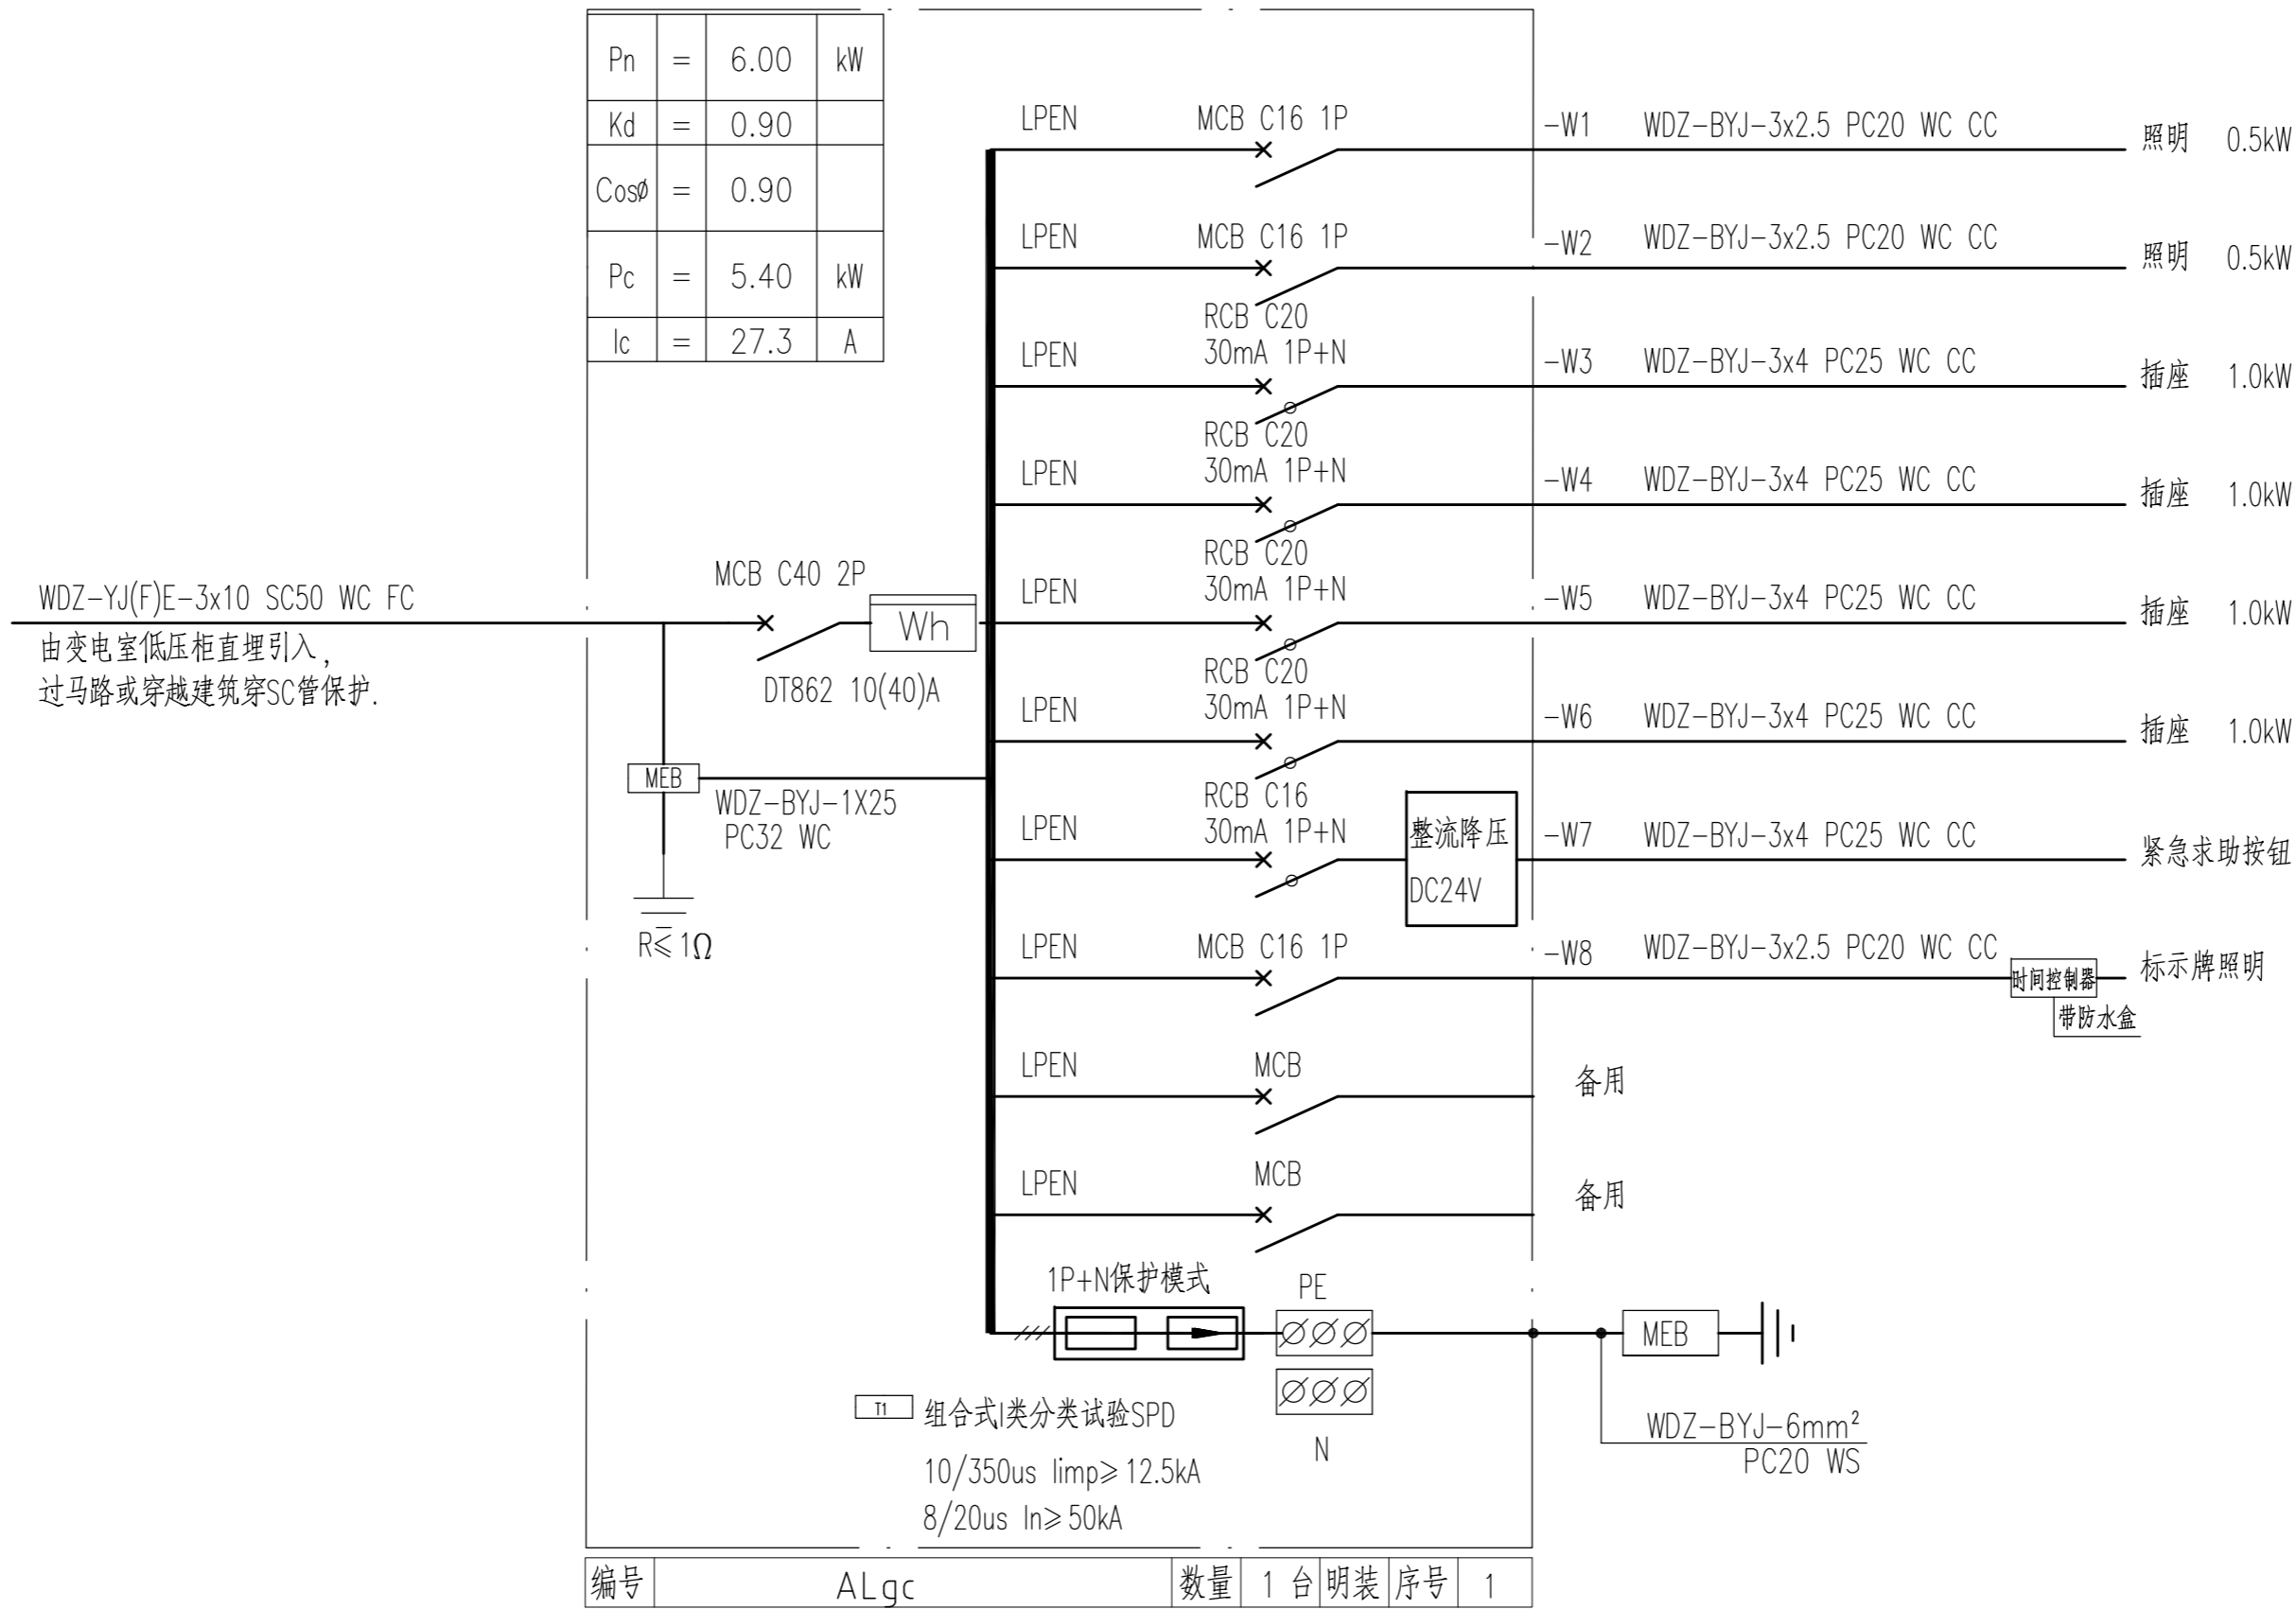 Pn = 6.00 kW
Kd = 0.90
Cosø = 0.90
Pc = 5.40 kW
Ic = 27.3 A
LPEN MCB C16 1P -W1 WDZ-BYJ-3x2.5 PC20 WC CC 照明 0.5kW
LPEN MCB C16 1P -W2 WDZ-BYJ-3x2.5 PC20 WC CC 照明 0.5kW
RCB C20
LPEN 30mA 1P+N -W3 WDZ-BYJ-3x4 PC25 WC CC 插座 1.0kW
RCB C20
LPEN 30mA 1P+N -W4 WDZ-BYJ-3x4 PC25 WC CC 插座 1.0kW
RCB C20
LPEN 30mA 1P+N -W5 WDZ-BYJ-3x4 PC25 WC CC 插座 1.0kW
RCB C20
LPEN 30mA 1P+N -W6 WDZ-BYJ-3x4 PC25 WC CC 插座 1.0kW
RCB C16
LPEN 30mA 1P+N 整流降压 -W7 WDZ-BYJ-3x4 PC25 WC CC 紧急求助按钮
DC24V
LPEN MCB C16 1P -W8 WDZ-BYJ-3x2.5 PC20 WC CC 标示牌照明
时间控制器
带防水盒
LPEN MCB 备用
LPEN MCB 备用
WDZ-YJ(F)E-3x10 SC50 WC FC
由变电室低压柜直埋引入,
过马路或穿越建筑穿SC管保护.
MCB C40 2P
Wh
DT862 10(40)A
MEB
WDZ-BYJ-1X25
PC32 WC
R≤1Ω
1P+N保护模式
PE
MEB
N
WDZ-BYJ-6mm²
PC20 WS
T1 组合式I类分类试验SPD
10/350us Iimp≥12.5kA
8/20us In≥50kA
编号 ALgc 数量 1 台 明装 序号 1